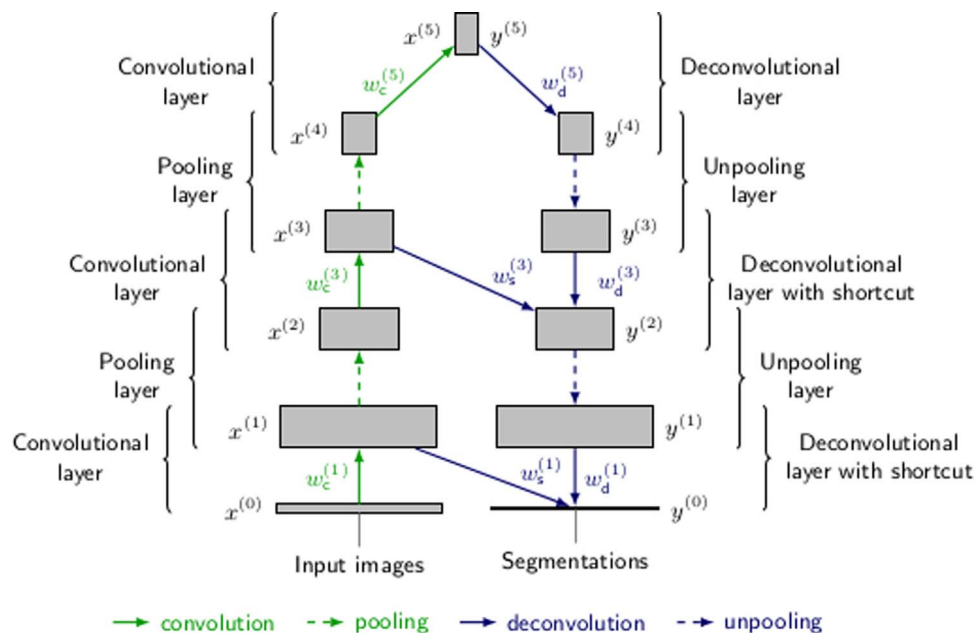 x^(5) y^(5)
Convolutional
layer
w_c^(5)
w_d^(5)
Deconvolutional
layer
x^(4)
y^(4)
Pooling
layer
Unpooling
layer
x^(3)
y^(3)
Convolutional
layer
w_c^(3)
w_s^(3)
w_d^(3)
Deconvolutional
layer with shortcut
x^(2)
y^(2)
Pooling
layer
Unpooling
layer
x^(1)
y^(1)
Convolutional
layer
w_c^(1)
w_s^(1)
w_d^(1)
Deconvolutional
layer with shortcut
x^(0)
y^(0)
Input images
Segmentations
convolution pooling deconvolution unpooling